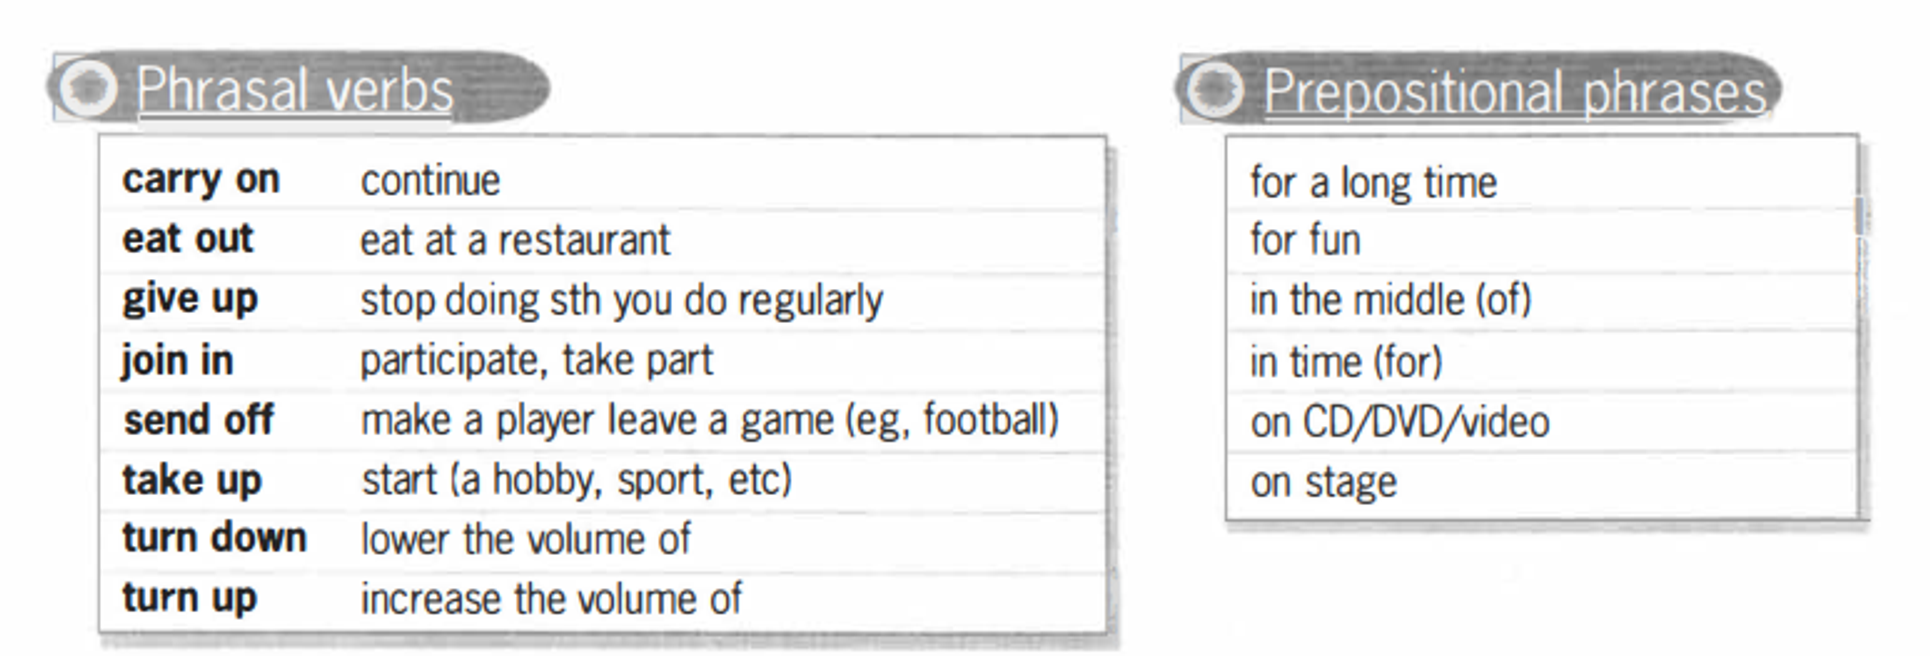 Phrasal verbs
carry on continue
eat out eat at a restaurant
give up stop doing sth you do regularly
join in participate, take part
send off make a player leave a game (eg, football)
take up start (a hobby, sport, etc)
turn down lower the volume of
turn up increase the volume of
Prepositional phrases
for a long time
for fun
in the middle (of)
in time (for)
on CD/DVD/video
on stage